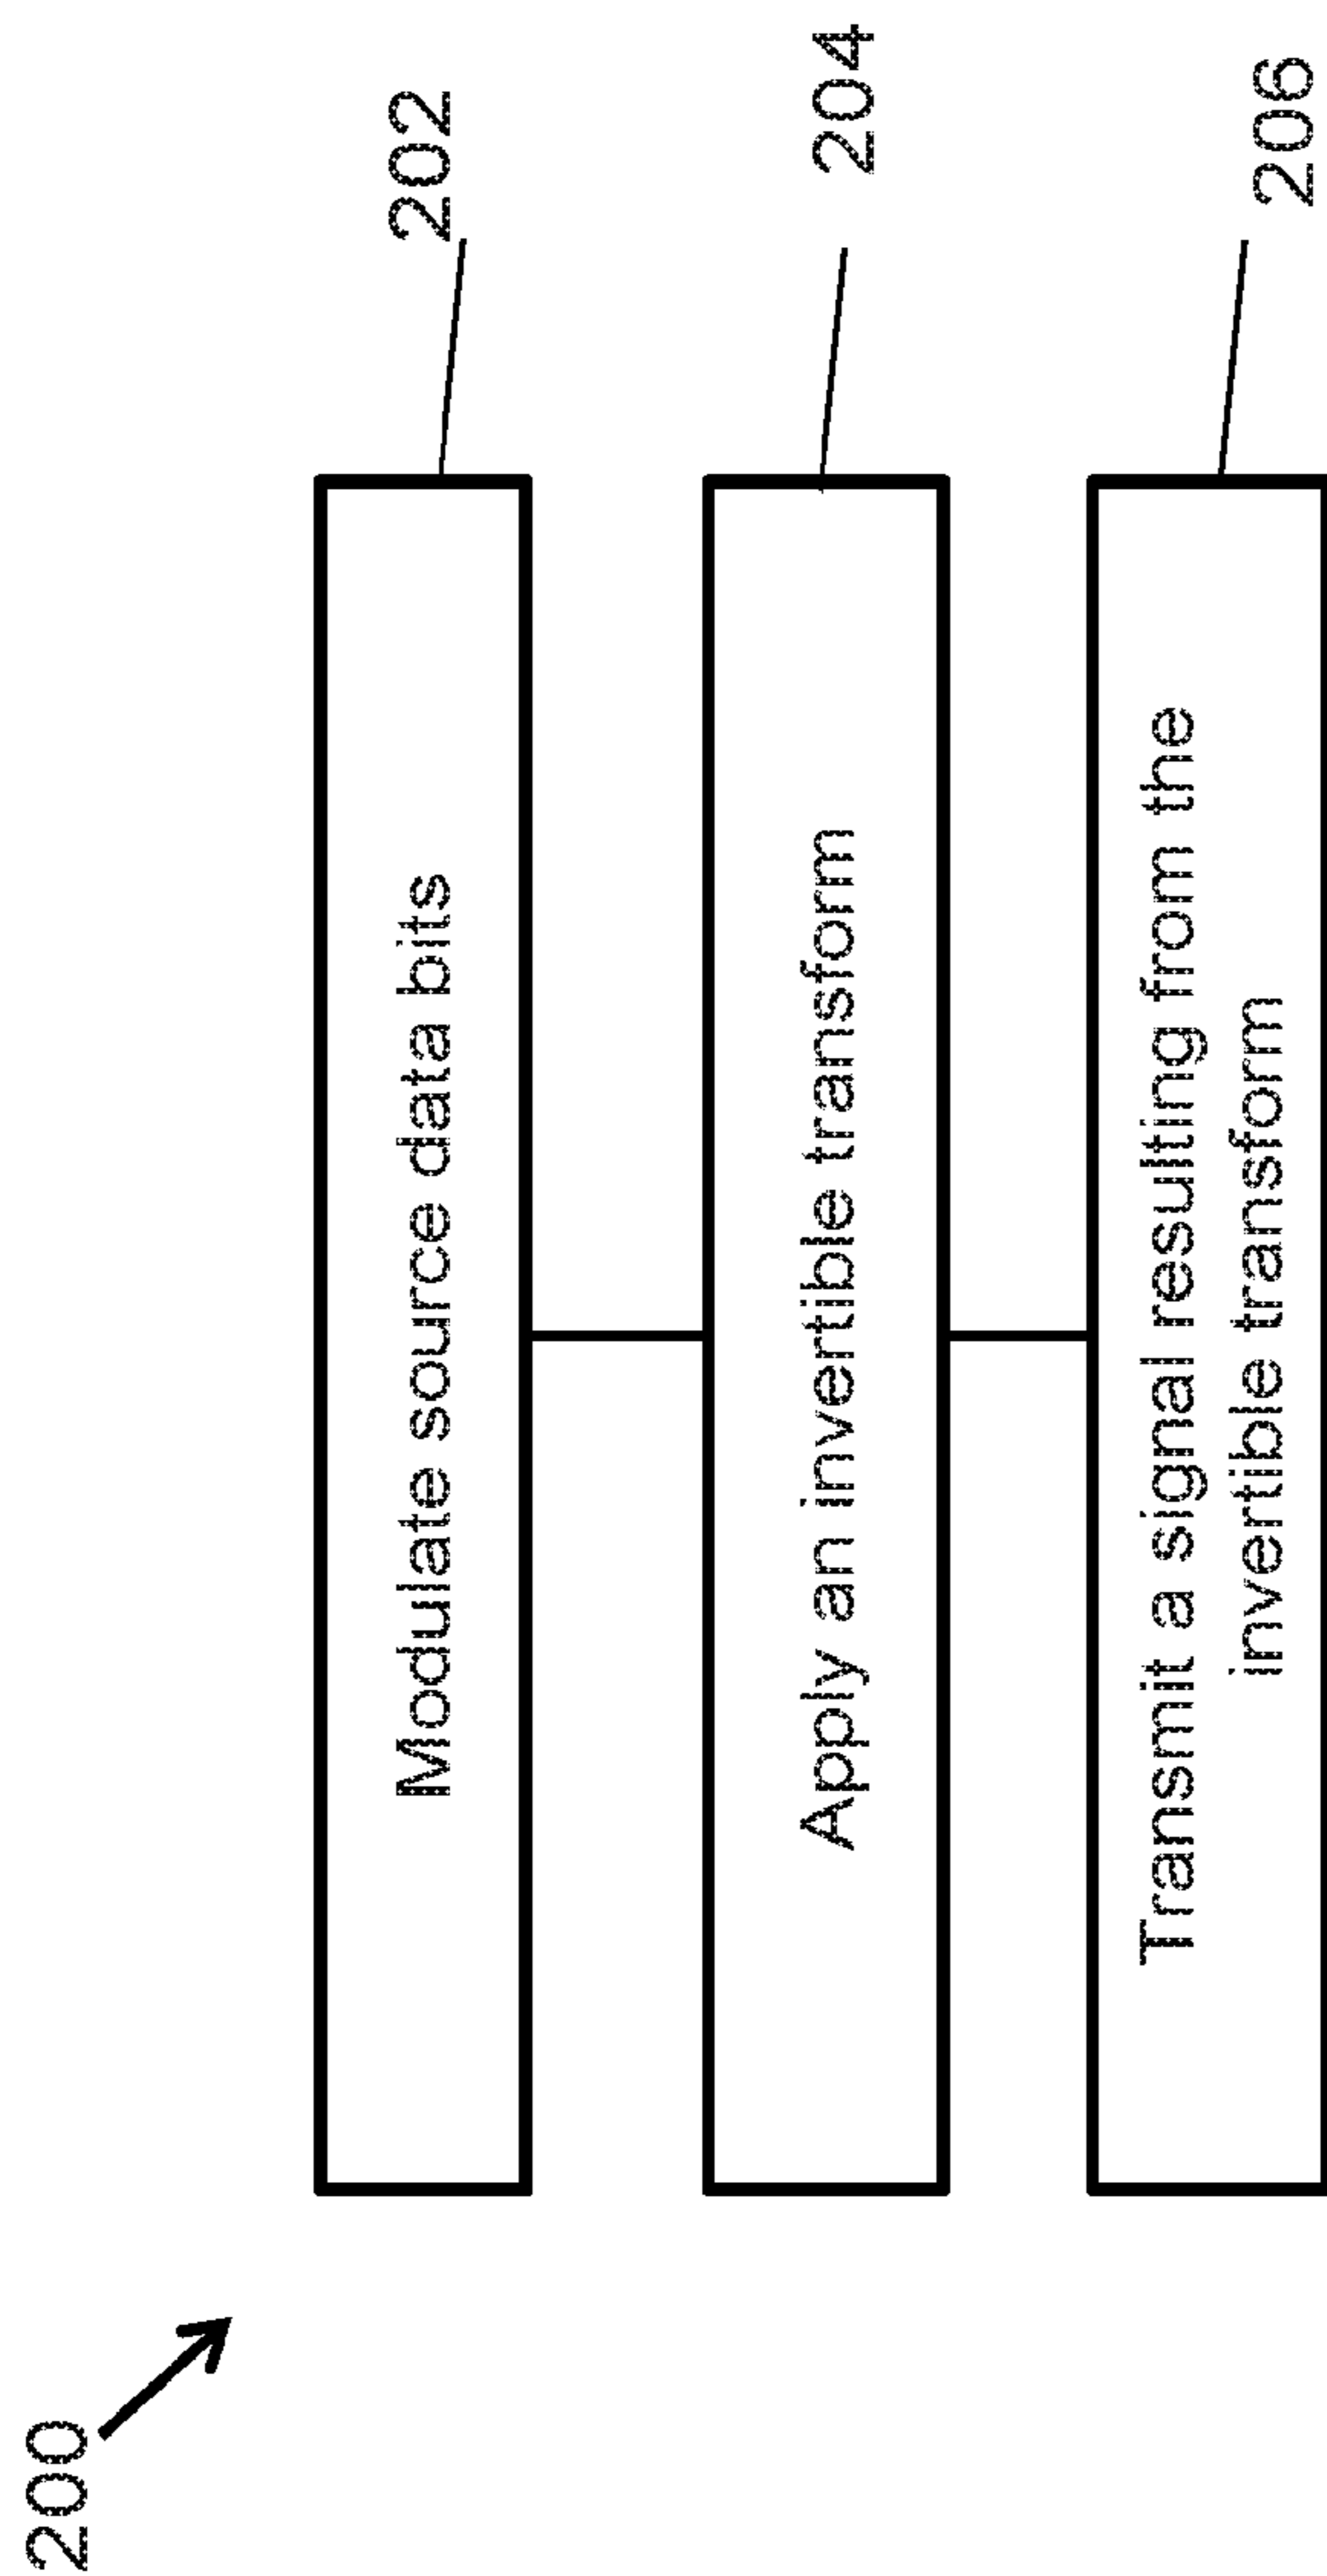 200
Modulate source data bits
202
Apply an invertible transform
204
Transmit a signal resulting from the
invertible transform
206